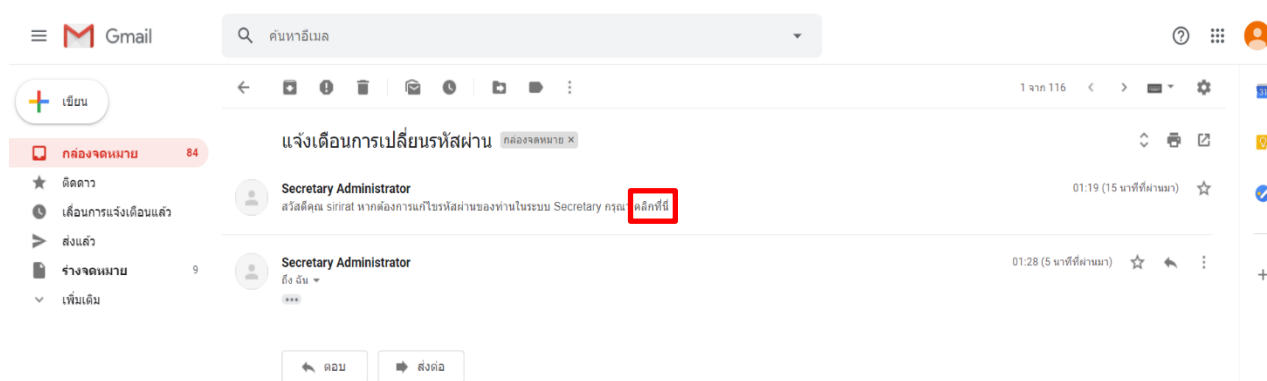 Gmail
ค้นหาอีเมล
เขียน
1 จาก 116
กล่องจดหมาย 84
ติดดาว
เลื่อนการแจ้งเตือนแล้ว
ส่งแล้ว
ร่างจดหมาย 9
เพิ่มเติม
แจ้งเตือนการเปลี่ยนรหัสผ่าน กล่องจดหมาย ×
Secretary Administrator 01:19 (15 นาทีที่ผ่านมา)
สวัสดีคุณ sirirat หากต้องการแก้ไขรหัสผ่านของท่านในระบบ Secretary กรุณา คลิกที่นี่
Secretary Administrator 01:28 (5 นาทีที่ผ่านมา)
ถึง ฉัน
ตอบ ส่งต่อ